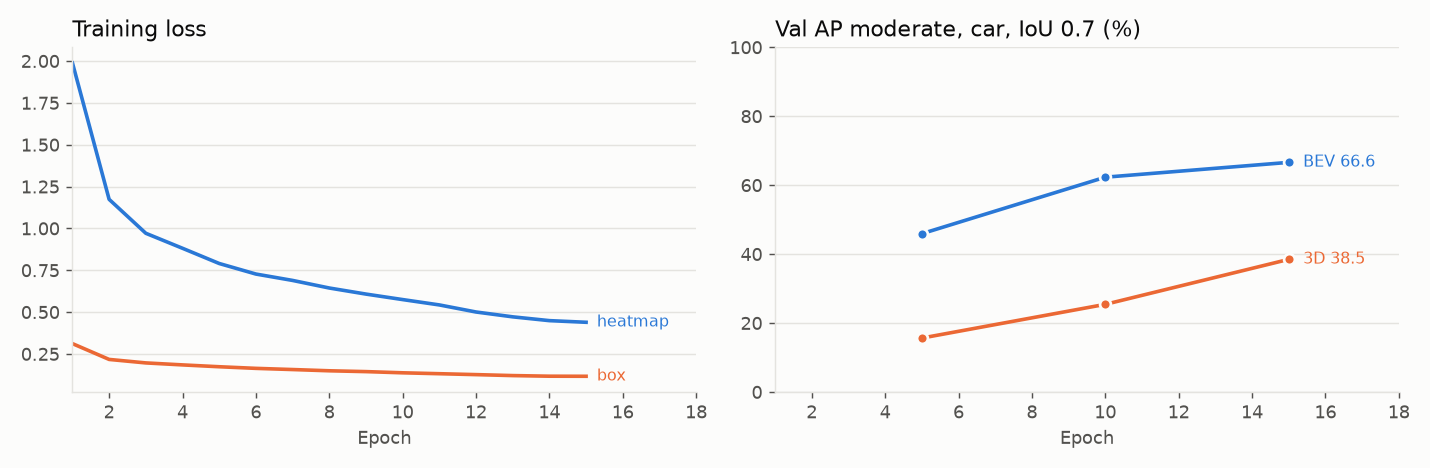 Training loss
2.00
1.75
1.50
1.25
1.00
0.75
0.50
0.25
heatmap
box
2 4 6 8 10 12 14 16 18
Epoch
Val AP moderate, car, IoU 0.7 (%)
100
80
60
40
20
0
BEV 66.6
3D 38.5
2 4 6 8 10 12 14 16 18
Epoch